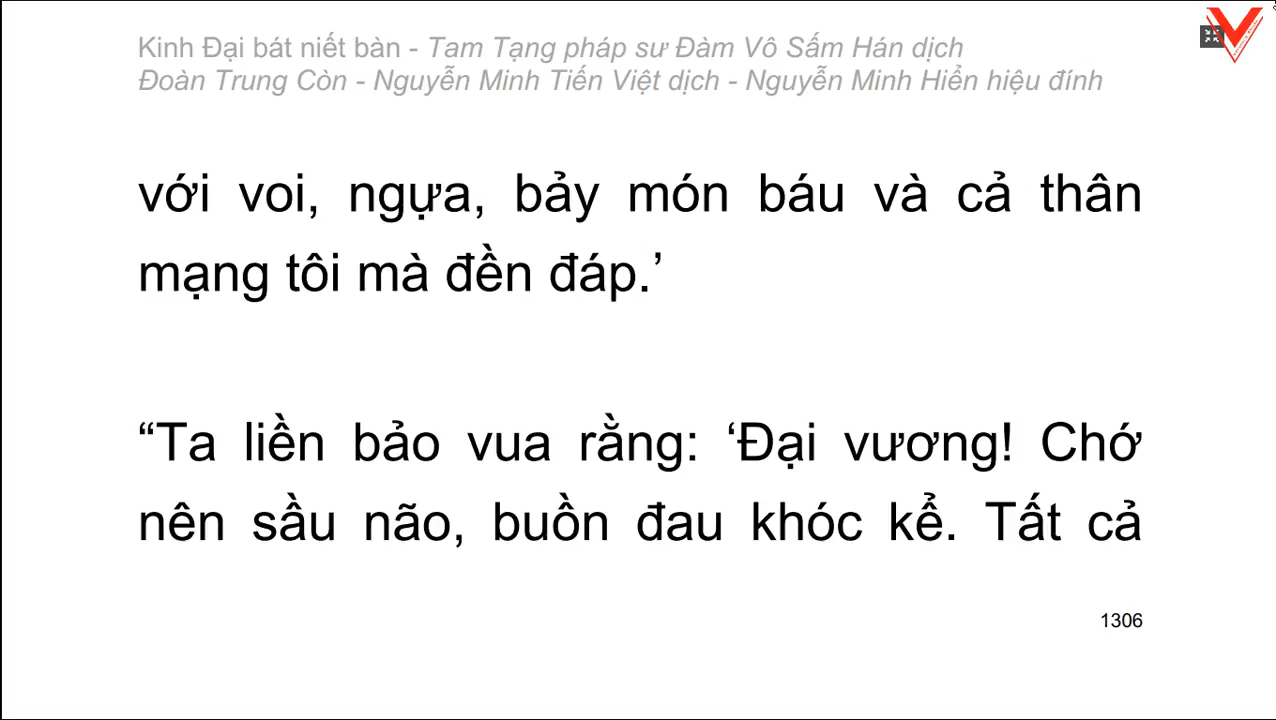 Kinh Đại bát niết bàn - Tam Tạng pháp sư Đàm Vô Sấm Hán dịch
Đoàn Trung Còn - Nguyễn Minh Tiến Việt dịch - Nguyễn Minh Hiển hiệu đính
với voi, ngựa, bảy món báu và cả thân
mạng tôi mà đền đáp.’
“Ta liền bảo vua rằng: ‘Đại vương! Chớ
nên sầu não, buồn đau khóc kể. Tất cả
1306